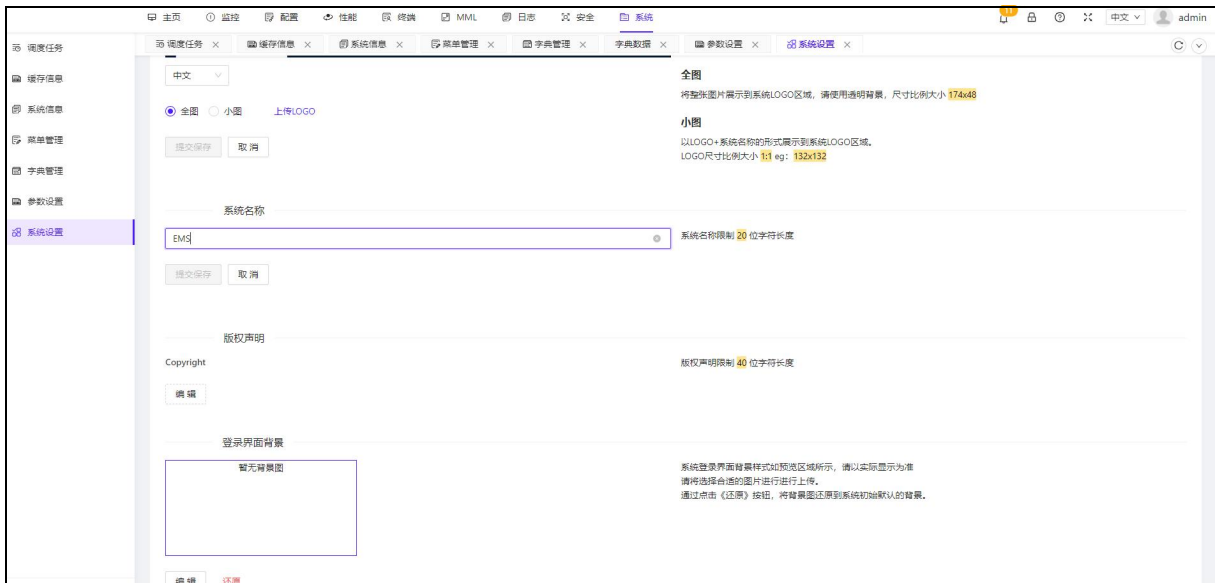 主页 监控 配置 性能 终端 MML 日志 安全 系统 11 中文 admin
调度任务 缓存信息 系统信息 菜单管理 字典管理 字典数据 参数设置 系统设置
调度任务
缓存信息
系统信息
菜单管理
字典管理
参数设置
系统设置
中文
全图 小图 上传LOGO
提交保存 取消
全图
将整张图片展示到系统LOGO区域，请使用透明背景，尺寸比例大小 174x48
小图
以LOGO+系统名称的形式展示到系统LOGO区域。
LOGO尺寸比例大小 1:1 eg：132x132
系统名称
EMS
系统名称限制 20 位字符长度
提交保存 取消
版权声明
Copyright
版权声明限制 40 位字符长度
编辑
登录界面背景
暂无背景图
系统登录界面背景样式如预览区域所示，请以实际显示为准
请将选择合适的图片进行进行上传。
通过点击《还原》按钮，将背景图还原到系统初始默认的背景。
编辑 还原